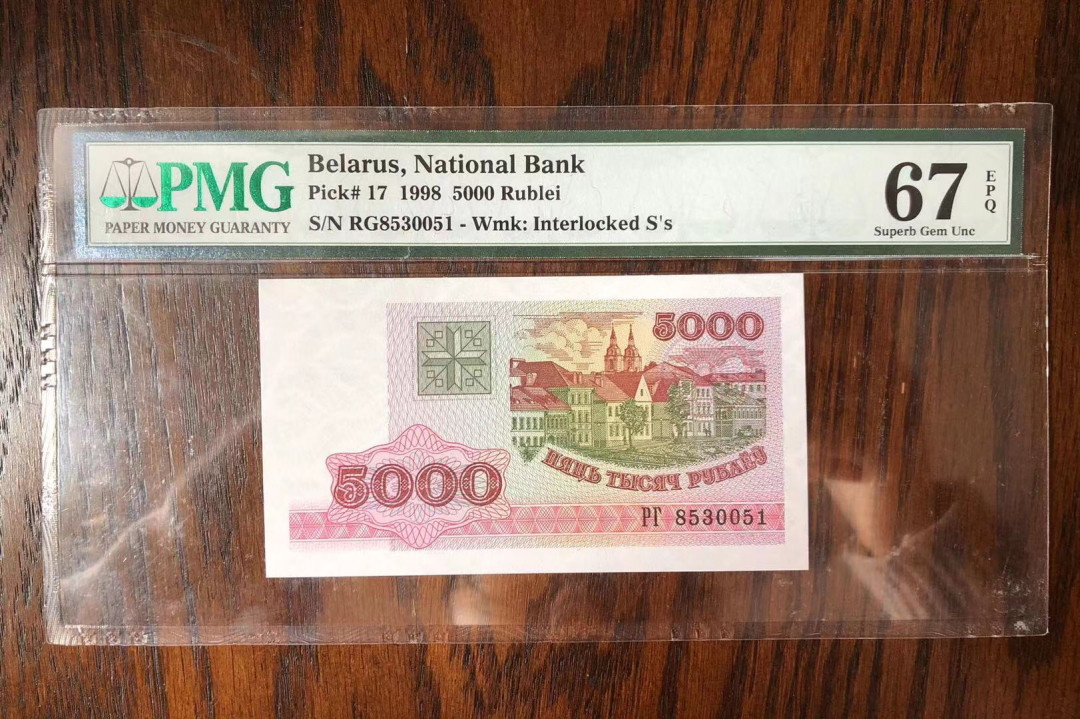 PMG
PAPER MONEY GUARANTY
Belarus, National Bank
Pick# 17 1998 5000 Rublei
S/N RG8530051 - Wmk: Interlocked S's
67
EPQ
Superb Gem Unc
5000
ПЯЦЬ ТЫСЯЧ РУБЛЁЎ
5000
РГ 8530051